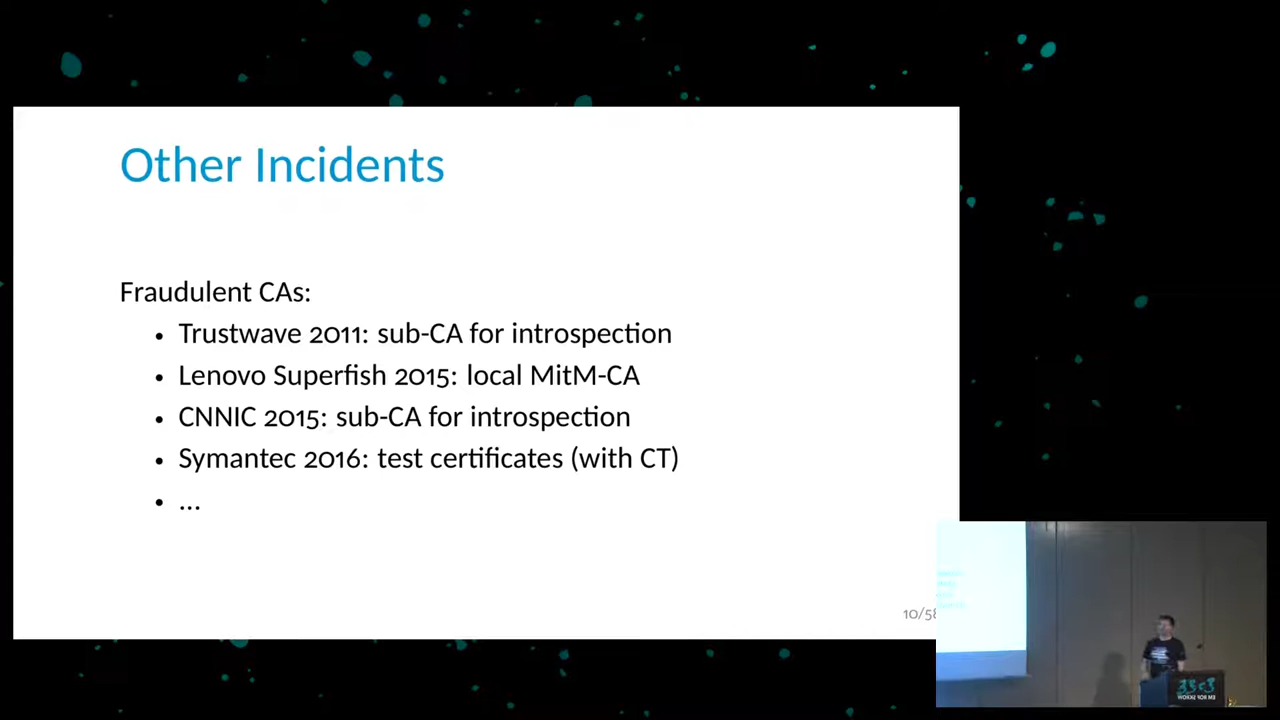 Other Incidents
Fraudulent CAs:
• Trustwave 2011: sub-CA for introspection
• Lenovo Superfish 2015: local MitM-CA
• CNNIC 2015: sub-CA for introspection
• Symantec 2016: test certificates (with CT)
• ...
10/58
35c3